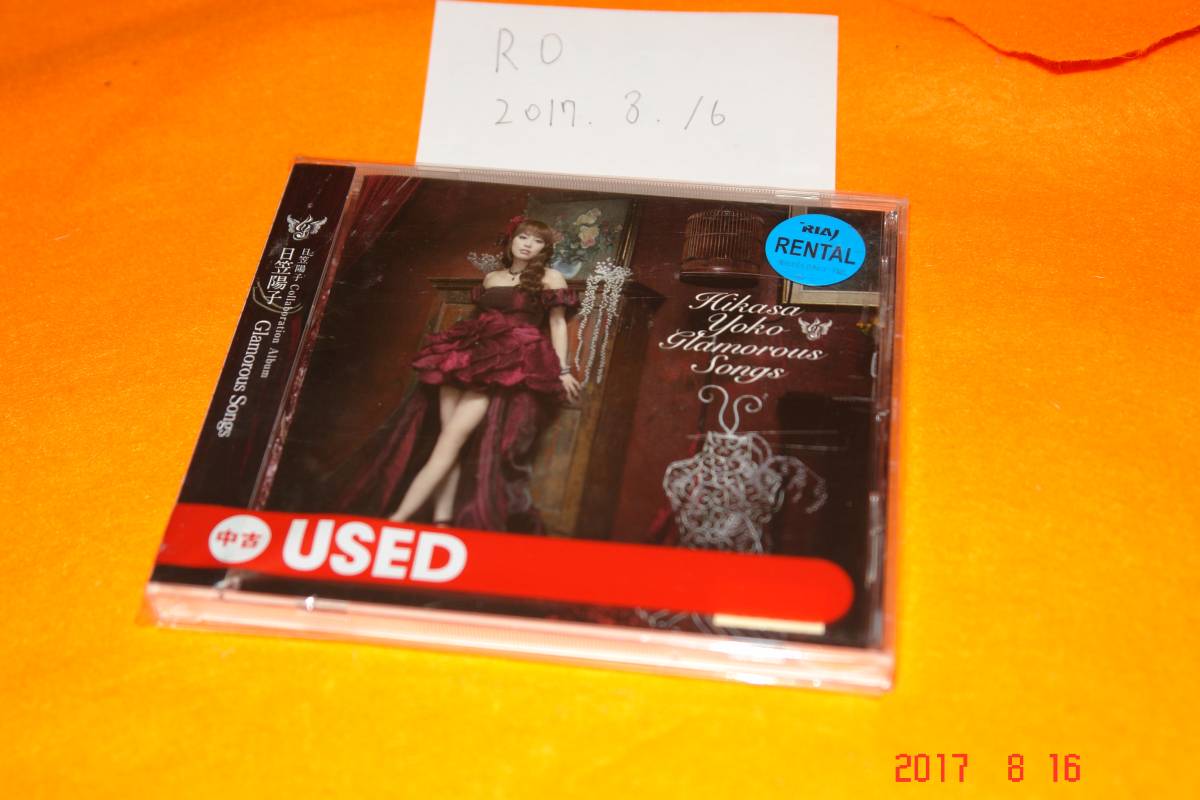 RO
2017. 8. 16
RIAJ
RENTAL
Hikasa
Yoko
Glamorous
Songs
日笠陽子 Collaboration Album
日笠陽子 Glamorous Songs
中古 USED
2017 8 16